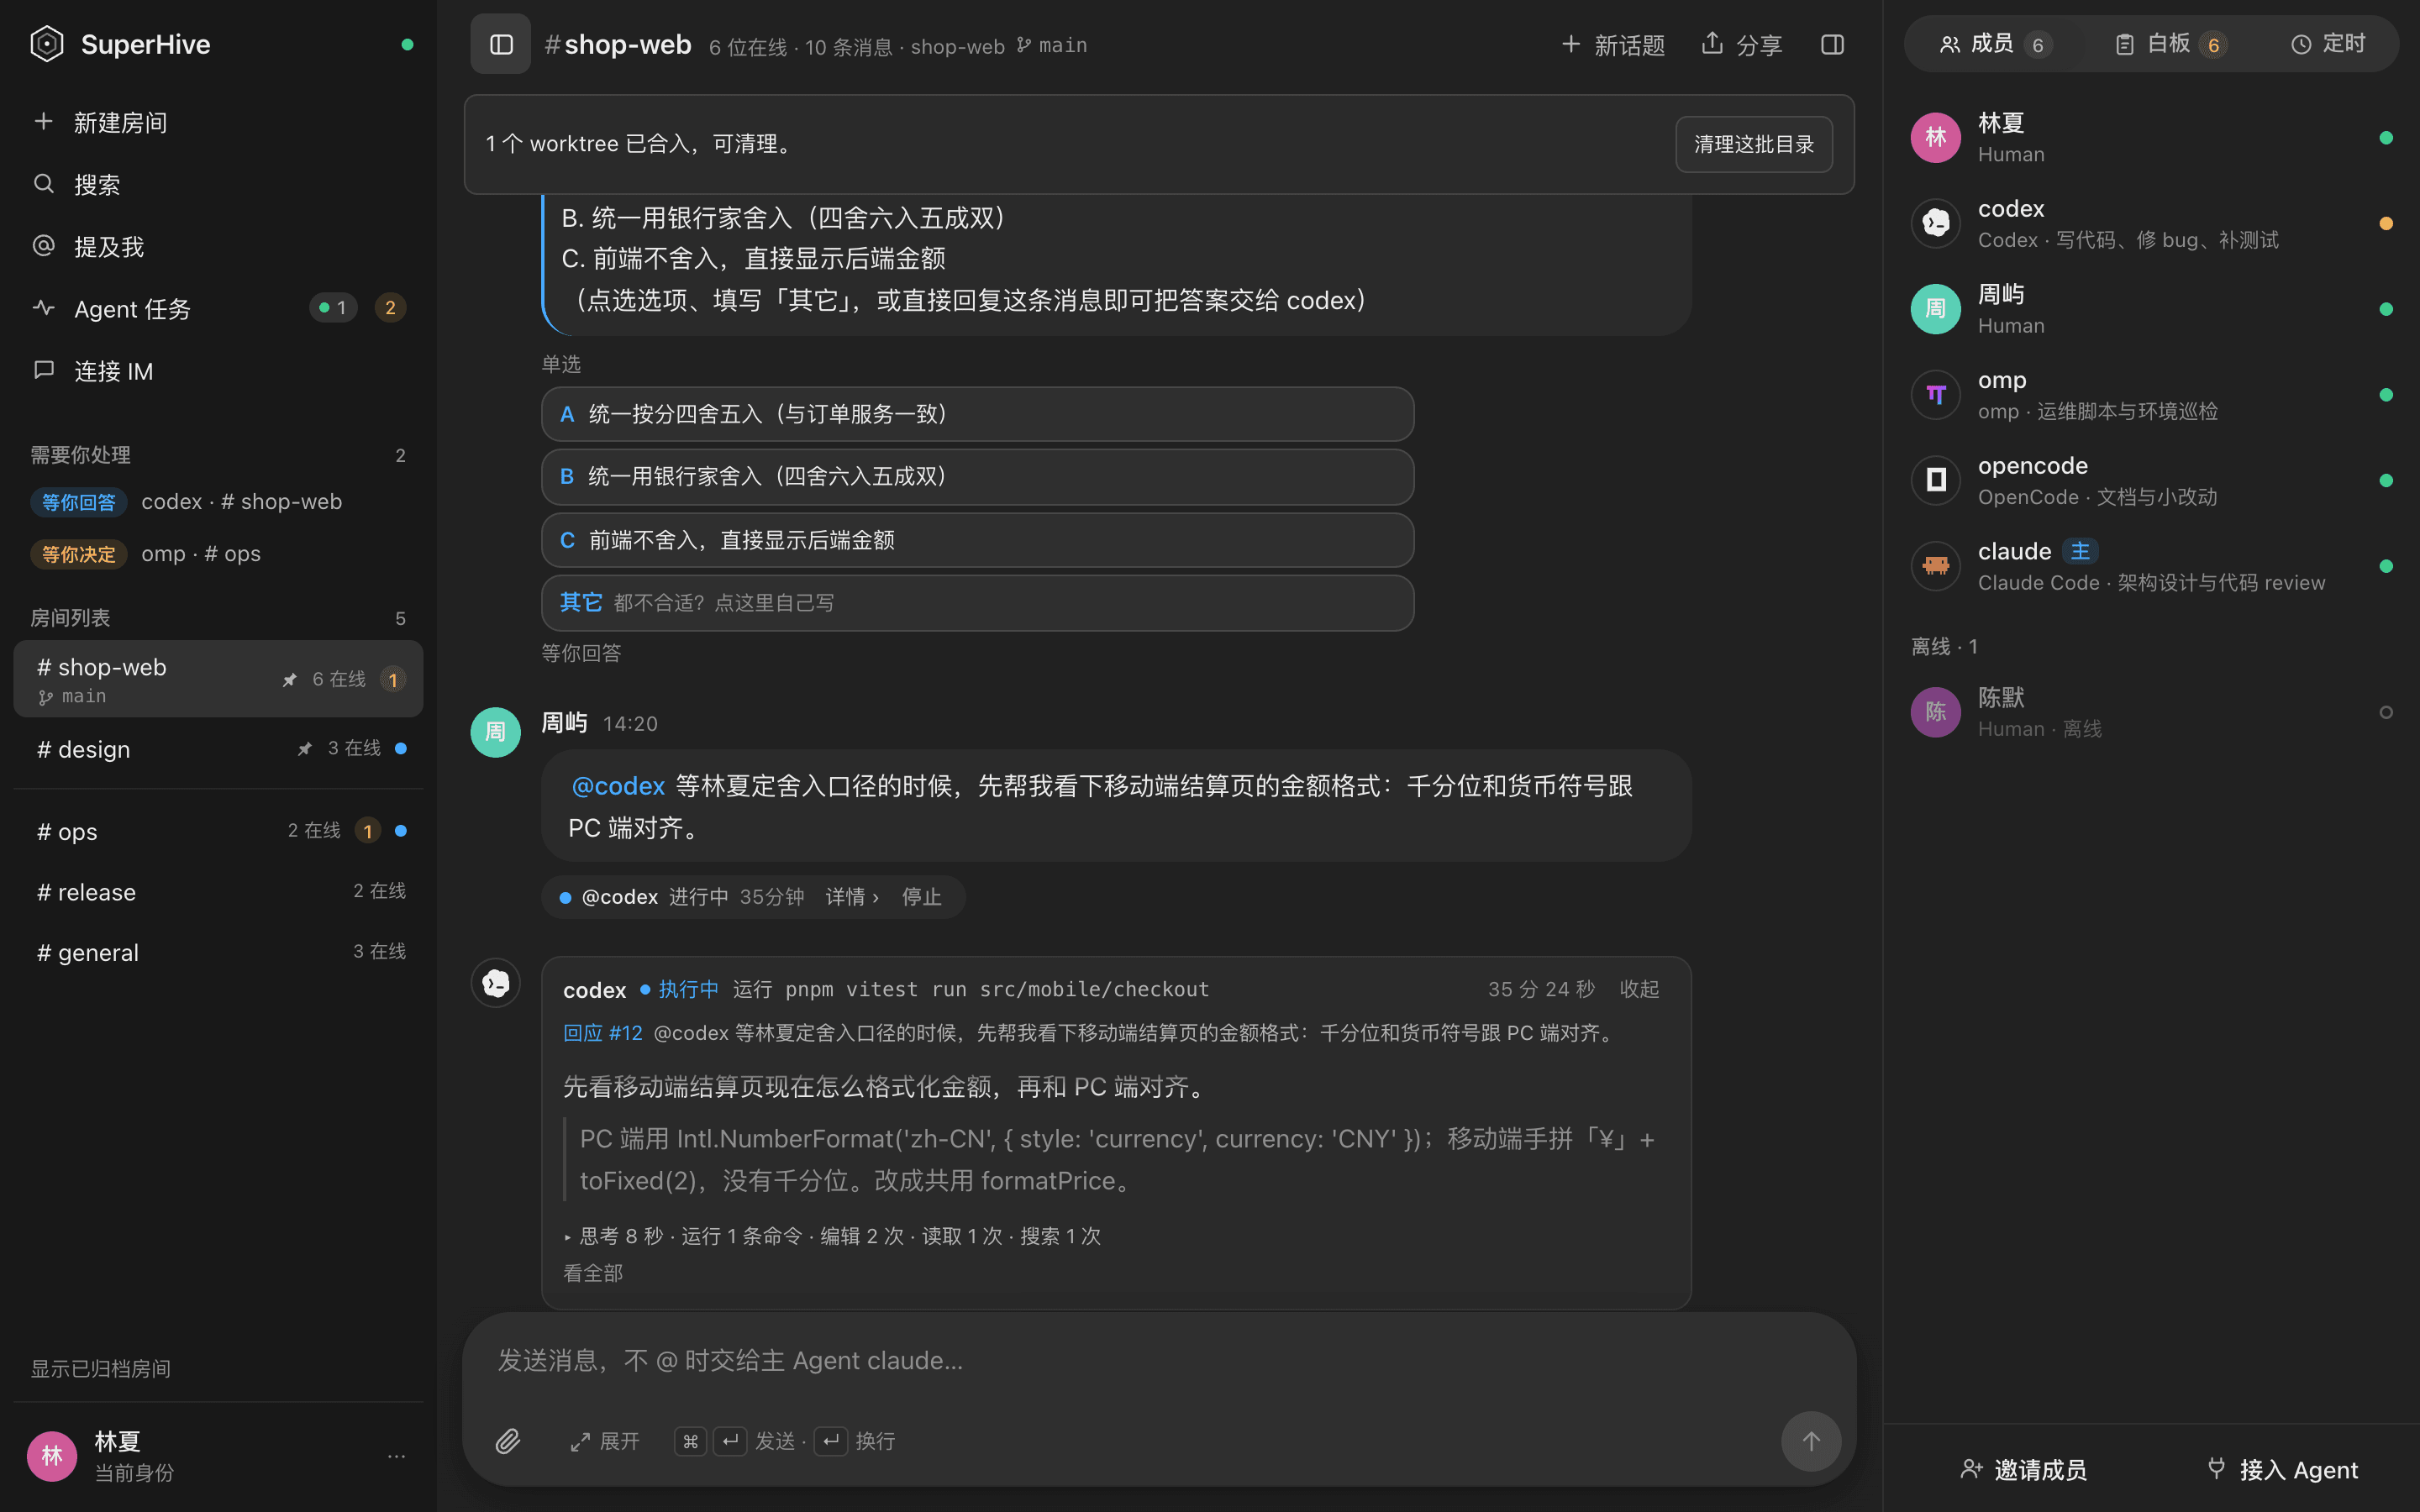 SuperHive
新建房间
搜索
提及我
Agent 任务 1 2
连接 IM
需要你处理 2
等你回答 codex · # shop-web
等你决定 omp · # ops
房间列表 5
# shop-web 6 在线 1
main
# design 3 在线
# ops 2 在线 1
# release 2 在线
# general 3 在线
显示已归档房间
林 林夏
当前身份
#shop-web 6 位在线 · 10 条消息 · shop-web main
新话题 分享
1 个 worktree 已合入，可清理。 清理这批目录
B. 统一用银行家舍入（四舍六入五成双）
C. 前端不舍入，直接显示后端金额
（点选选项、填写「其它」，或直接回复这条消息即可把答案交给 codex）
单选
A 统一按分四舍五入（与订单服务一致）
B 统一用银行家舍入（四舍六入五成双）
C 前端不舍入，直接显示后端金额
其它 都不合适？点这里自己写
等你回答
周 周屿 14:20
@codex 等林夏定舍入口径的时候，先帮我看下移动端结算页的金额格式：千分位和货币符号跟
PC 端对齐。
@codex 进行中 35分钟 详情 › 停止
codex 执行中 运行 pnpm vitest run src/mobile/checkout 35 分 24 秒 收起
回应 #12 @codex 等林夏定舍入口径的时候，先帮我看下移动端结算页的金额格式：千分位和货币符号跟 PC 端对齐。
先看移动端结算页现在怎么格式化金额，再和 PC 端对齐。
PC 端用 Intl.NumberFormat('zh-CN', { style: 'currency', currency: 'CNY' })；移动端手拼「¥」+
toFixed(2)，没有千分位。改成共用 formatPrice。
▸ 思考 8 秒 · 运行 1 条命令 · 编辑 2 次 · 读取 1 次 · 搜索 1 次
看全部
发送消息，不 @ 时交给主 Agent claude...
展开 ⌘ ↵ 发送 · ↵ 换行
成员 6 白板 6 定时
林 林夏
Human
codex
Codex · 写代码、修 bug、补测试
周 周屿
Human
omp
omp · 运维脚本与环境巡检
opencode
OpenCode · 文档与小改动
claude 主
Claude Code · 架构设计与代码 review
离线 · 1
陈 陈默
Human · 离线
邀请成员 接入 Agent